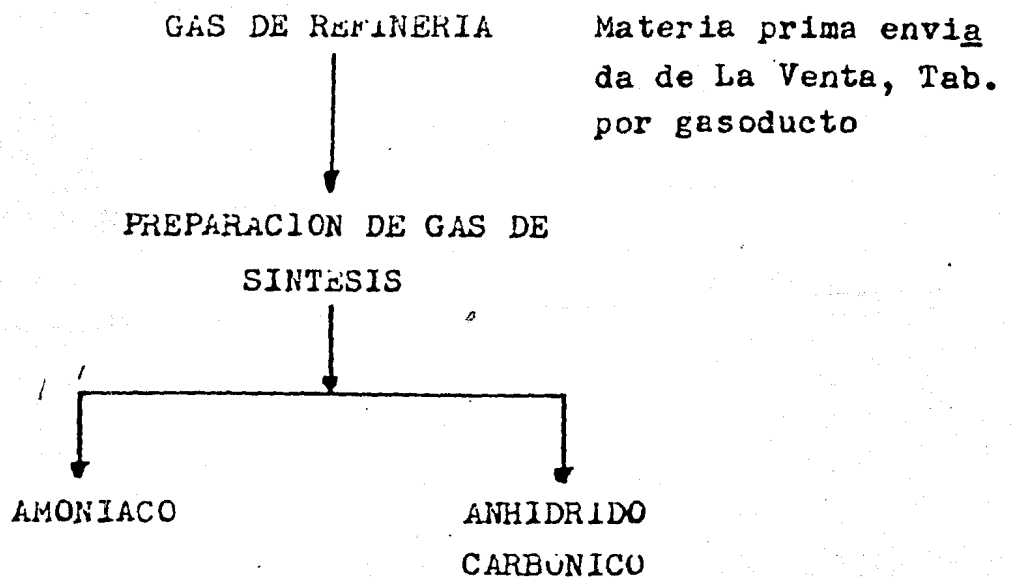 GAS DE REFINERIA
Materia prima envia
da de La Venta, Tab.
por gasoducto
PREPARACION DE GAS DE
SINTESIS
AMONIACO
ANHIDRIDO
CARBONICO